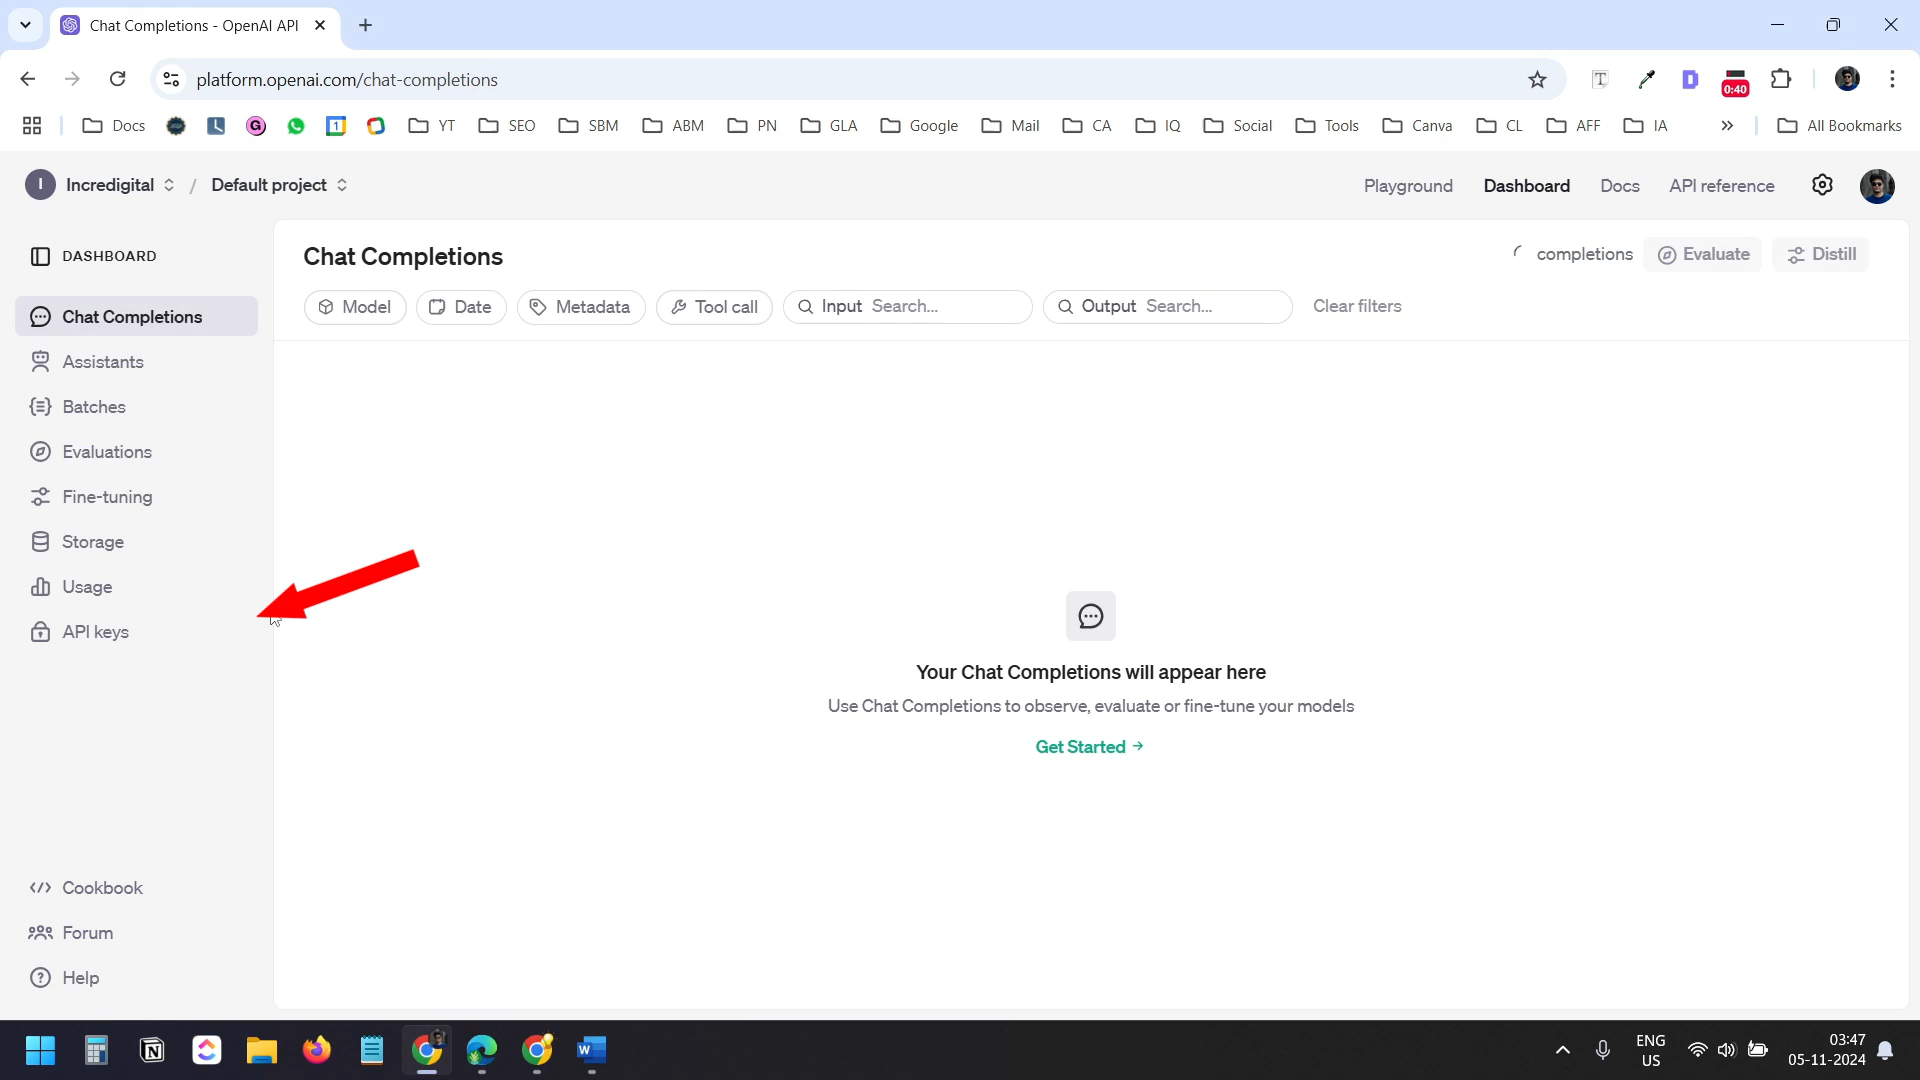 Chat Completions - OpenAI API
platform.openai.com/chat-completions
0:40
Docs
G
1
YT
SEO
SBM
ABM
PN
GLA
Google
Mail
CA
IQ
Social
Tools
Canva
CL
AFF
IA
All Bookmarks
I Incredigital / Default project
Playground
Dashboard
Docs
API reference
DASHBOARD
Chat Completions
Assistants
Batches
Evaluations
Fine-tuning
Storage
Usage
API keys
Cookbook
Forum
Help
Chat Completions
completions
Evaluate
Distill
Model
Date
Metadata
Tool call
Input Search...
Output Search...
Clear filters
Your Chat Completions will appear here
Use Chat Completions to observe, evaluate or fine-tune your models
Get Started
ENG
US
03:47
05-11-2024